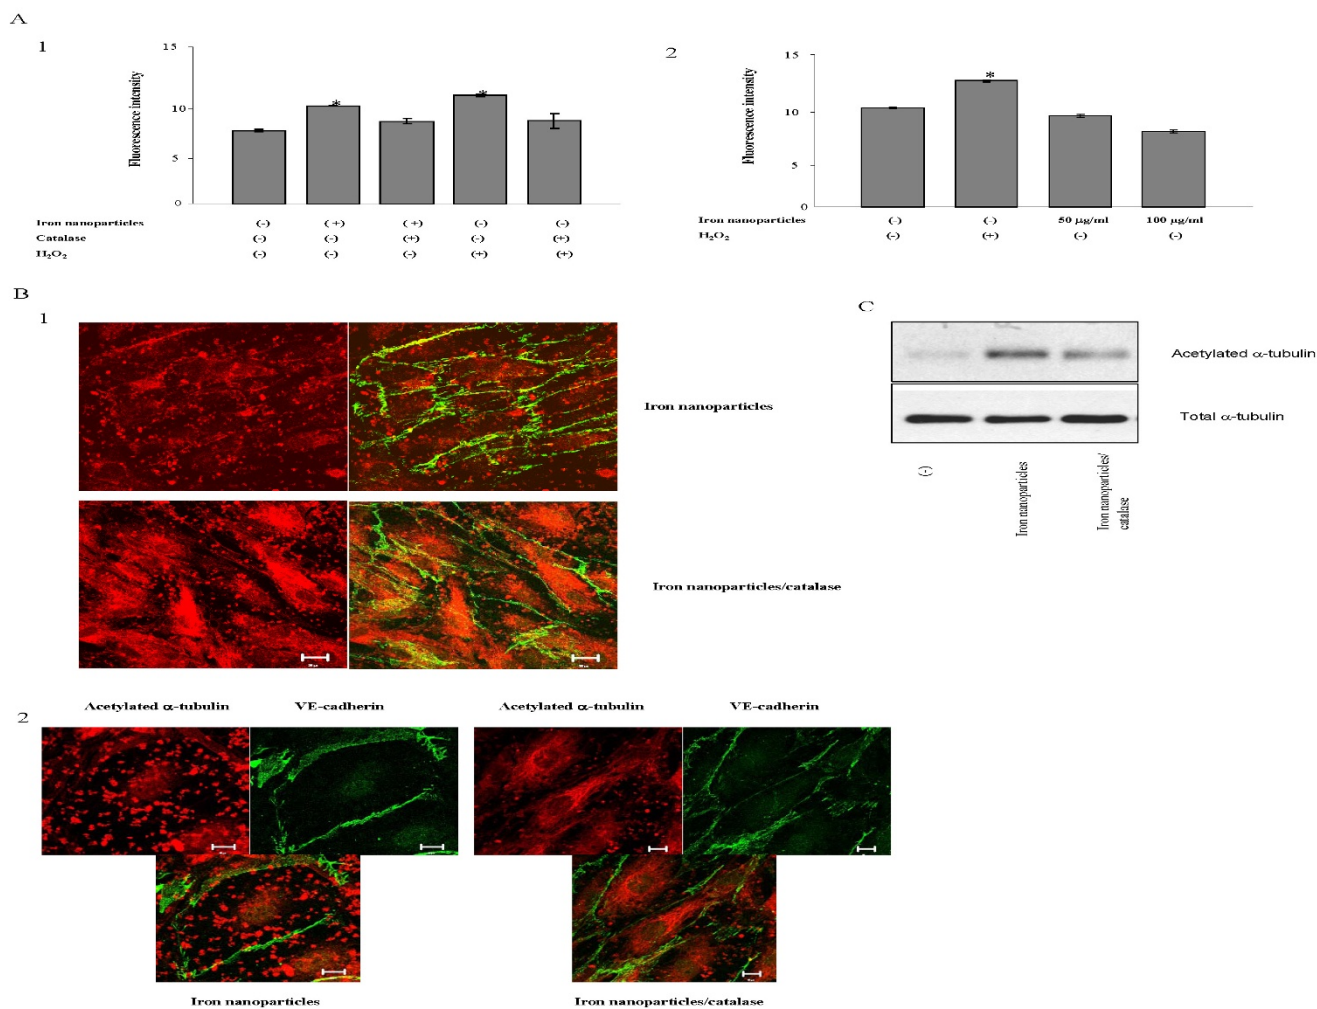 A
1
15
10
5
0
Fluorescence intensity
*
*
Iron nanoparticles (-) ( +) ( +) (-) (-)
Catalase (-) (-) (+) (-) (+)
H₂O₂ (-) (-) (-) (+) (+)
2
15
10
5
0
Fluorescence intensity
*
Iron nanoparticles (-) (-) 50 µg/ml 100 µg/ml
H₂O₂ (-) (+) (-) (-)
B
1
Iron nanoparticles
Iron nanoparticles/catalase
C
Acetylated α-tubulin
Total α-tubulin
(-)
Iron nanoparticles
Iron nanoparticles/
catalase
2
Acetylated α-tubulin VE-cadherin
Acetylated α-tubulin VE-cadherin
Iron nanoparticles
Iron nanoparticles/catalase